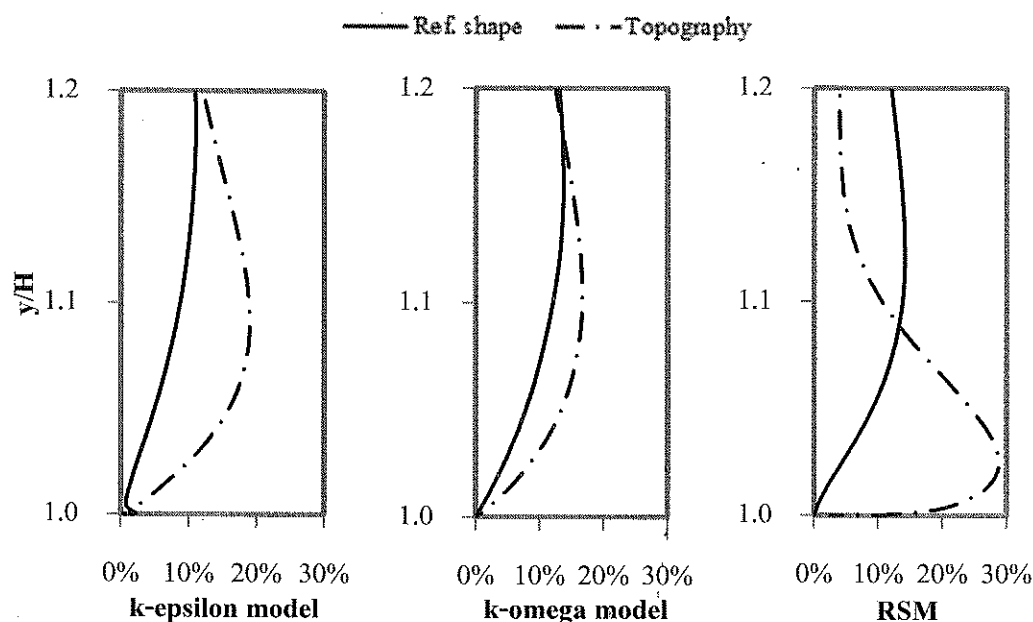 Ref. shape Topography
1.2 1.2 1.2
y/H 1.1 1.1 1.1
1.0 1.0 1.0
0% 10% 20% 30% 0% 10% 20% 30% 0% 10% 20% 30%
k-epsilon model k-omega model RSM